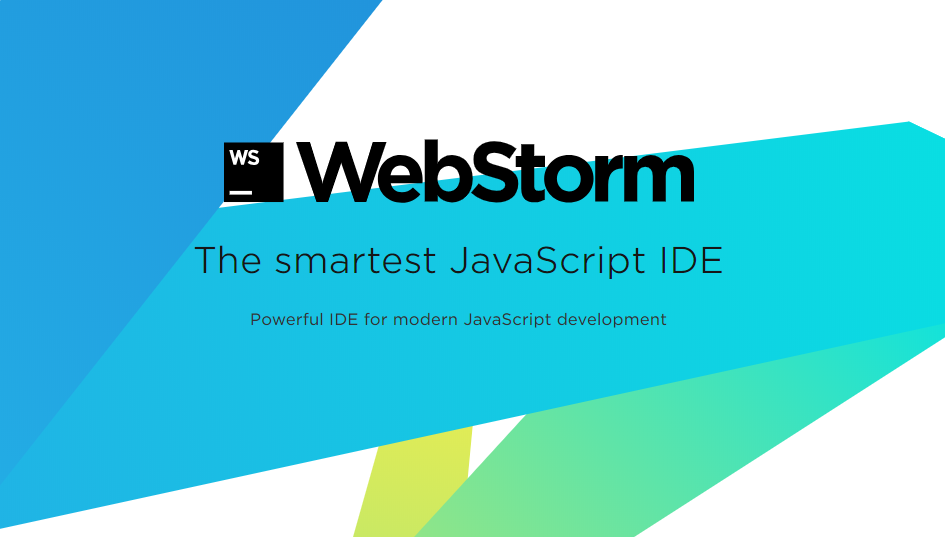 WS
WebStorm
The smartest JavaScript IDE
Powerful IDE for modern JavaScript development